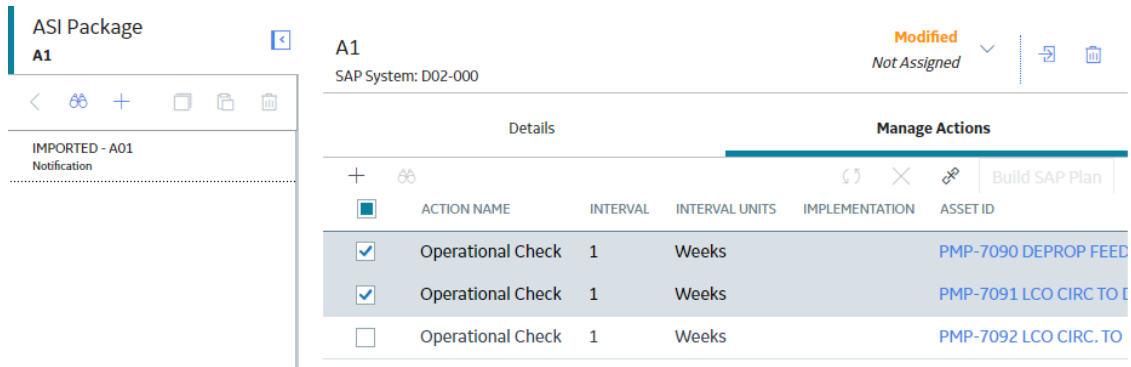 ASI Package
A1
IMPORTED - A01
Notification
A1
SAP System: D02-000
Modified
Not Assigned
Details
Manage Actions
Build SAP Plan
ACTION NAME INTERVAL INTERVAL UNITS IMPLEMENTATION ASSET ID
Operational Check 1 Weeks PMP-7090 DEPROP FEED
Operational Check 1 Weeks PMP-7091 LCO CIRC TO
Operational Check 1 Weeks PMP-7092 LCO CIRC. TO